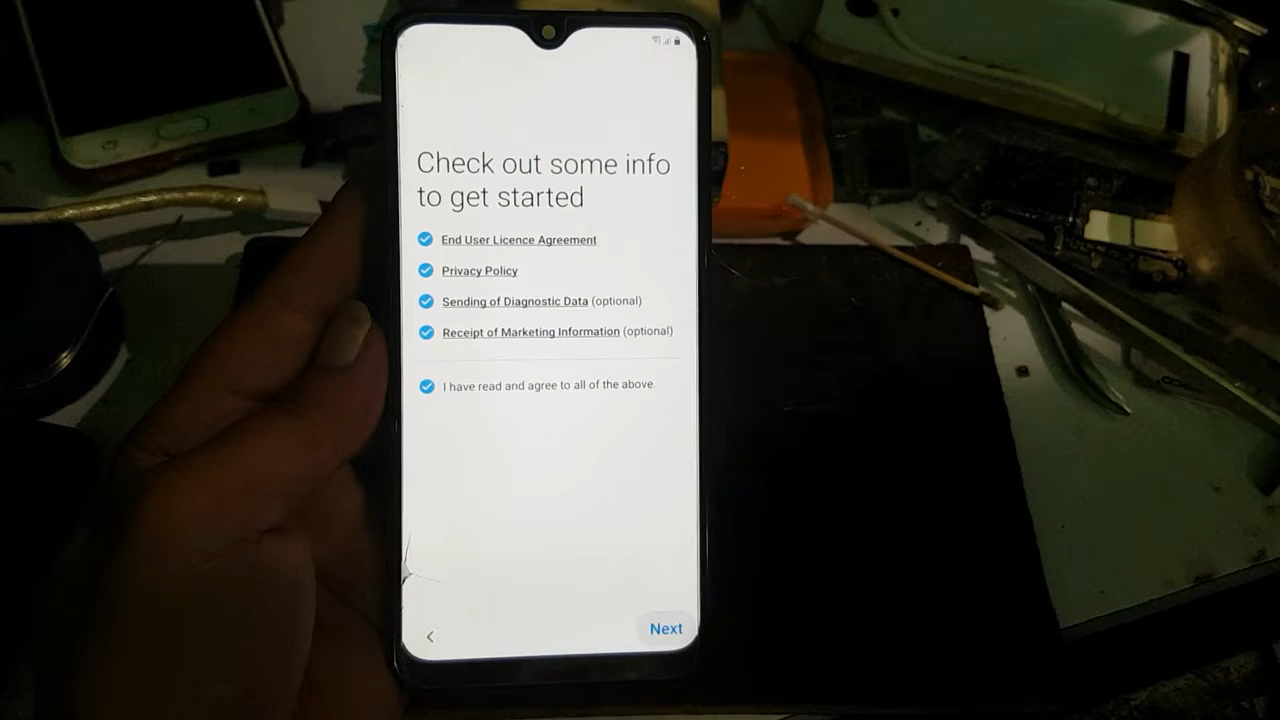 Check out some info
to get started
End User Licence Agreement
Privacy Policy
Sending of Diagnostic Data (optional)
Receipt of Marketing Information (optional)
I have read and agree to all of the above.
Next